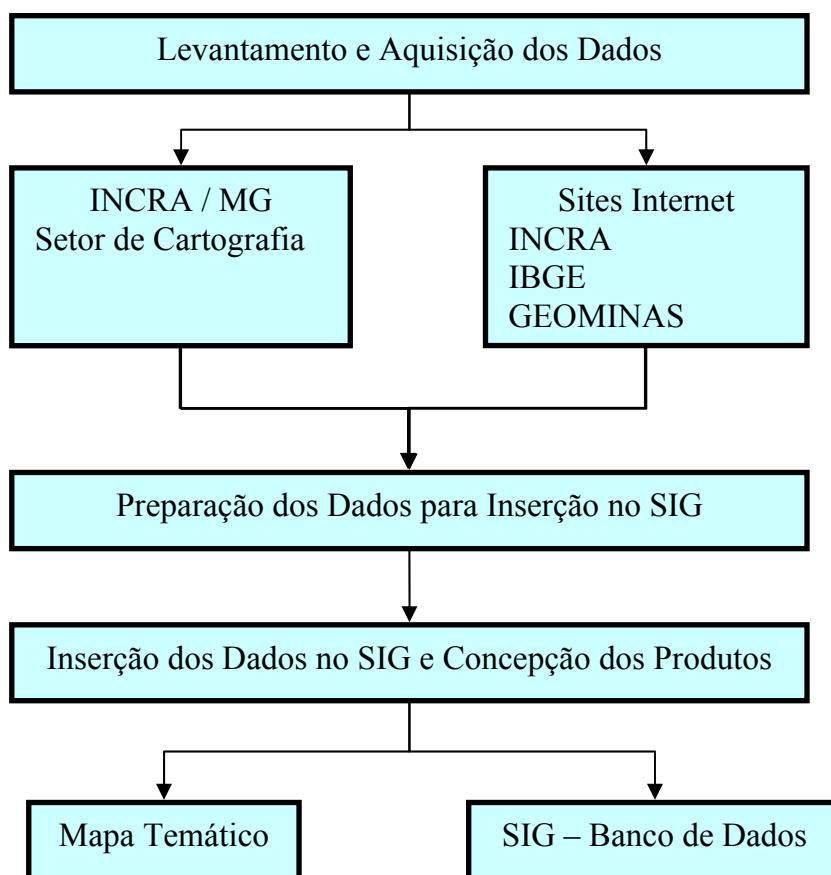 Levantamento e Aquisição dos Dados
INCRA / MG
Setor de Cartografia
Sites Internet
INCRA
IBGE
GEOMINAS
Preparação dos Dados para Inserção no SIG
Inserção dos Dados no SIG e Concepção dos Produtos
Mapa Temático
SIG – Banco de Dados